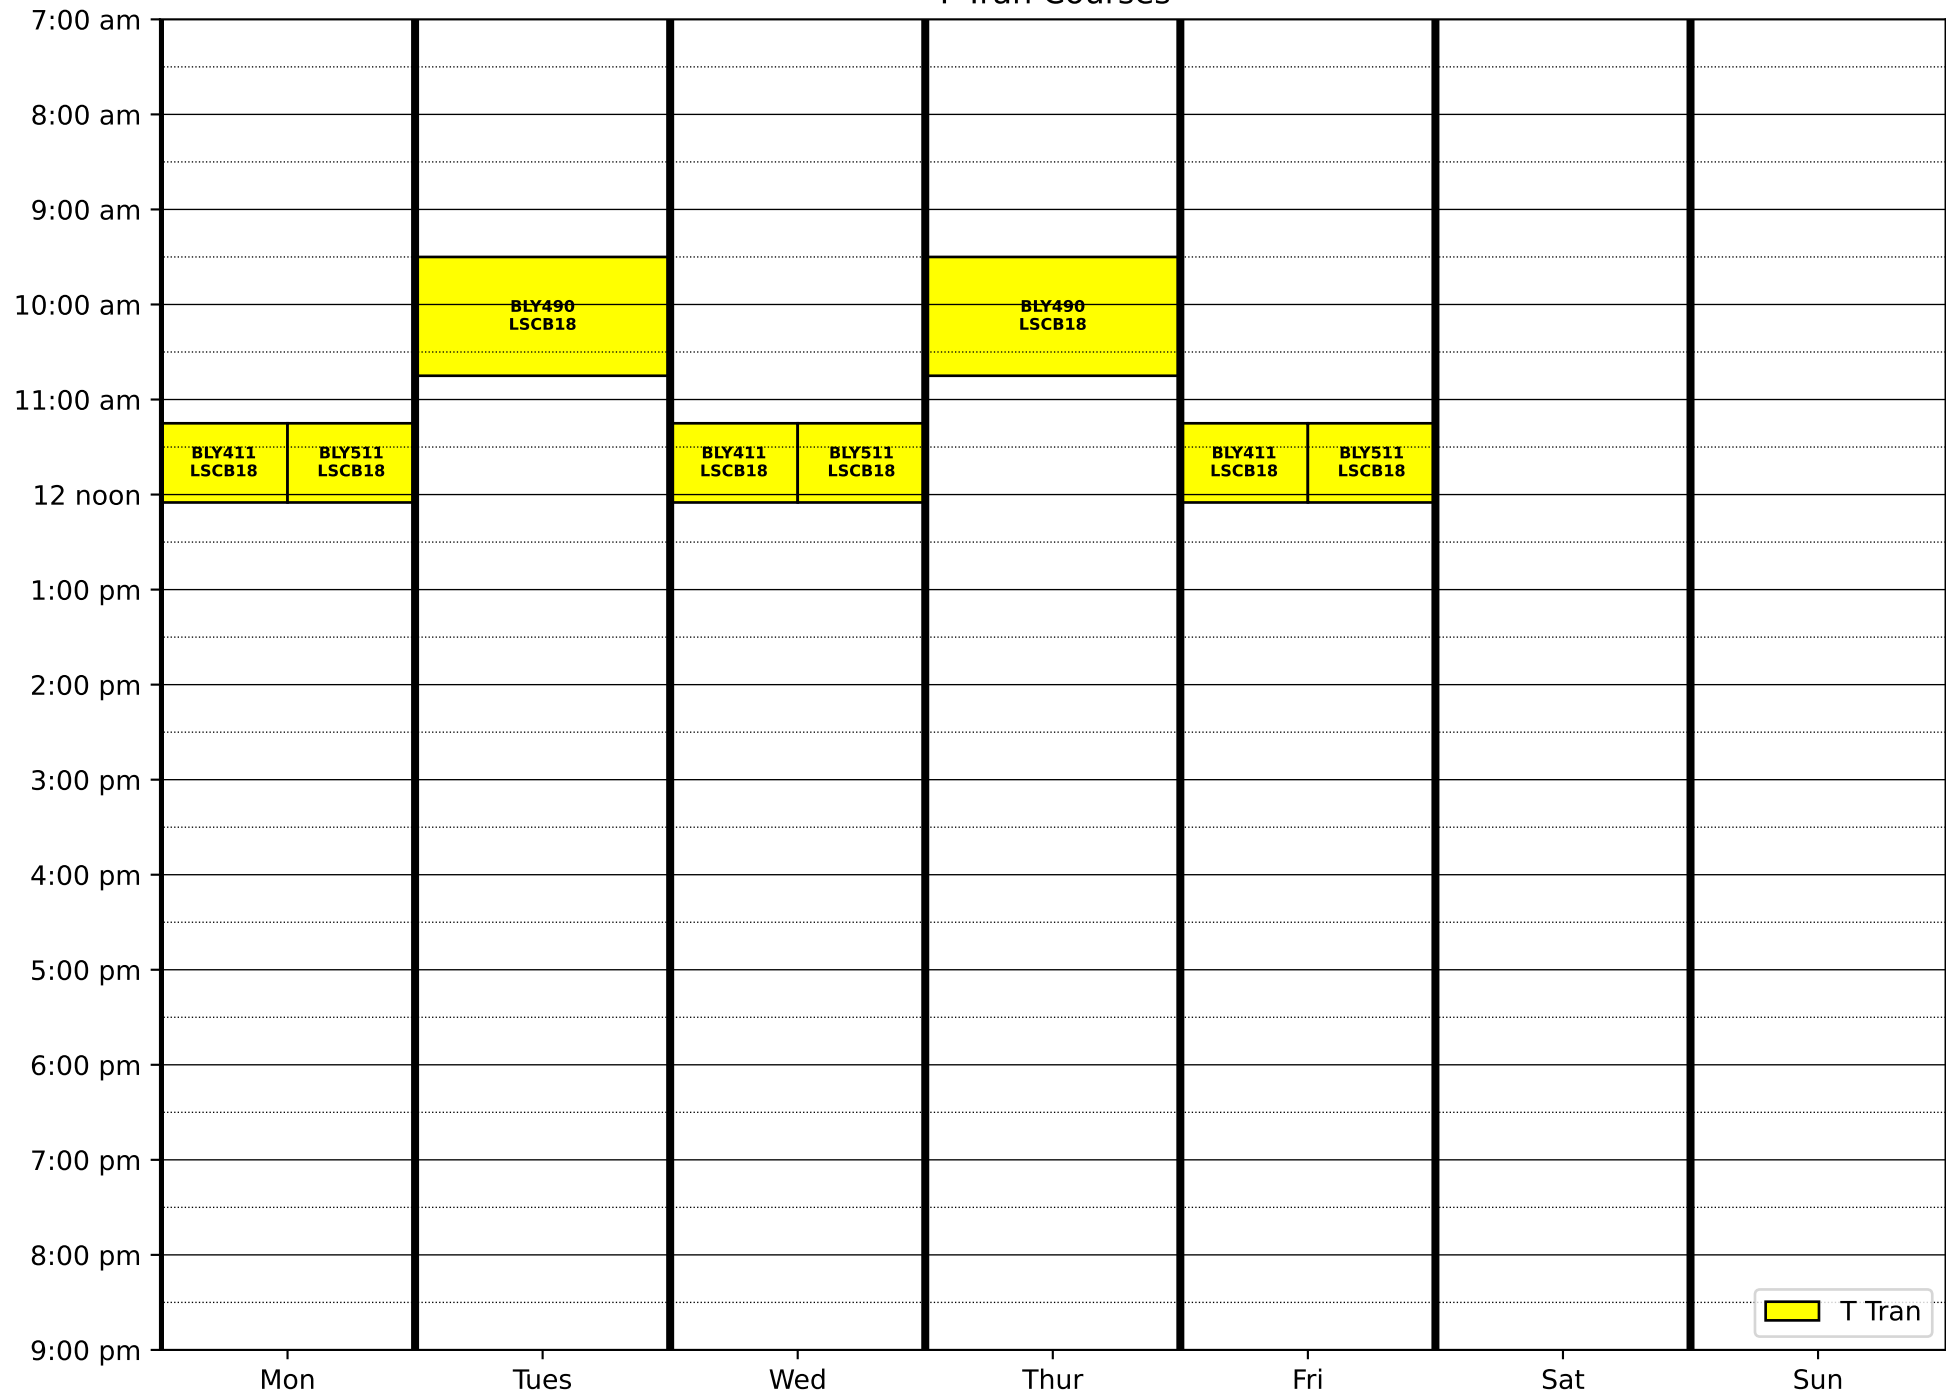 T Tran Courses
7:00 am
8:00 am
9:00 am
10:00 am
11:00 am
12 noon
1:00 pm
2:00 pm
3:00 pm
4:00 pm
5:00 pm
6:00 pm
7:00 pm
8:00 pm
9:00 pm
BLY490
LSCB18
BLY490
LSCB18
BLY411
LSCB18
BLY511
LSCB18
BLY411
LSCB18
BLY511
LSCB18
BLY411
LSCB18
BLY511
LSCB18
T Tran
Mon Tues Wed Thur Fri Sat Sun